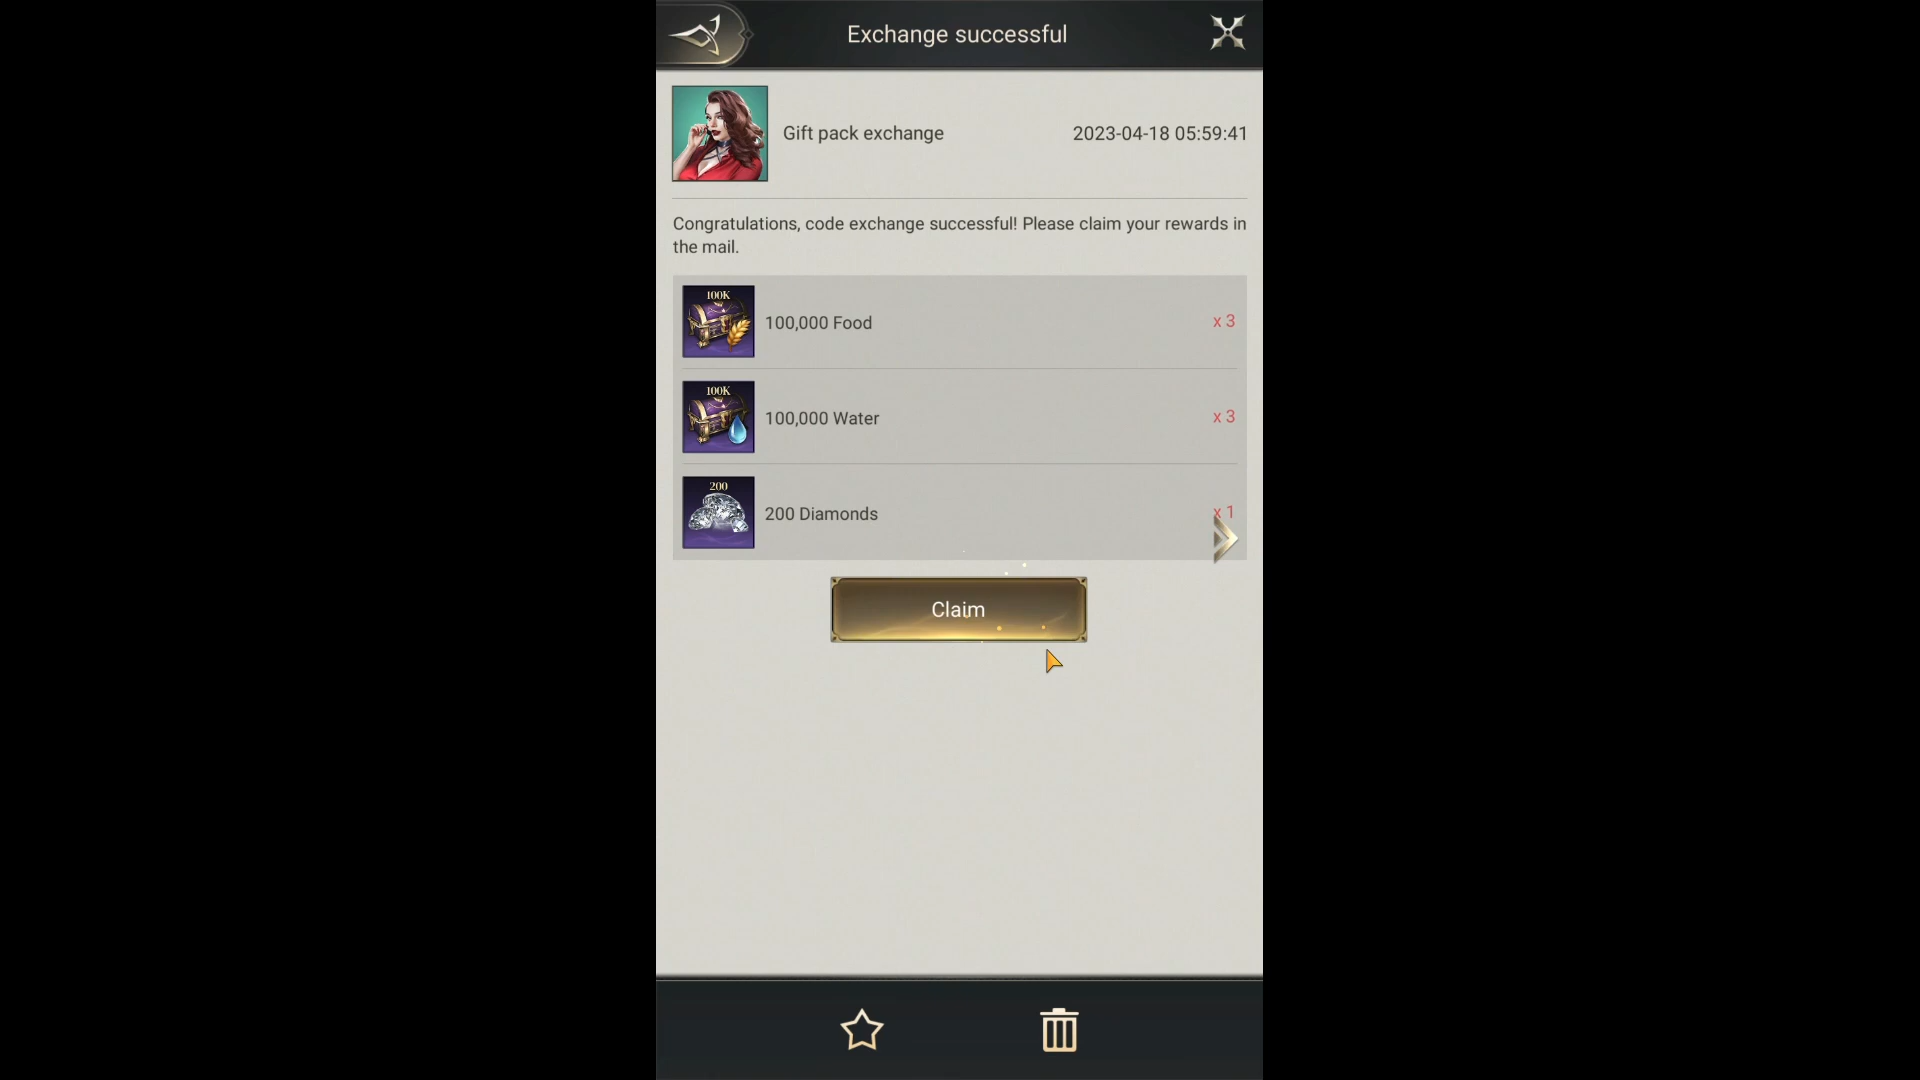 Exchange successful
Gift pack exchange 2023-04-18 05:59:41
Congratulations, code exchange successful! Please claim your rewards in
the mail.
100K
100,000 Food x 3
100K
100,000 Water x 3
200
200 Diamonds x 1
Claim